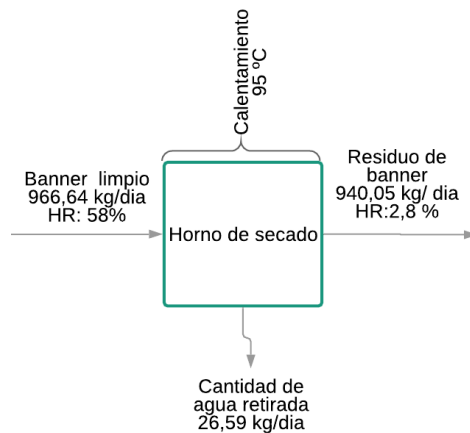 Calentamiento
95 ºC
Banner limpio
966,64 kg/dia
HR: 58%
Horno de secado
Residuo de
banner
940,05 kg/ dia
HR:2,8 %
Cantidad de
agua retirada
26,59 kg/dia